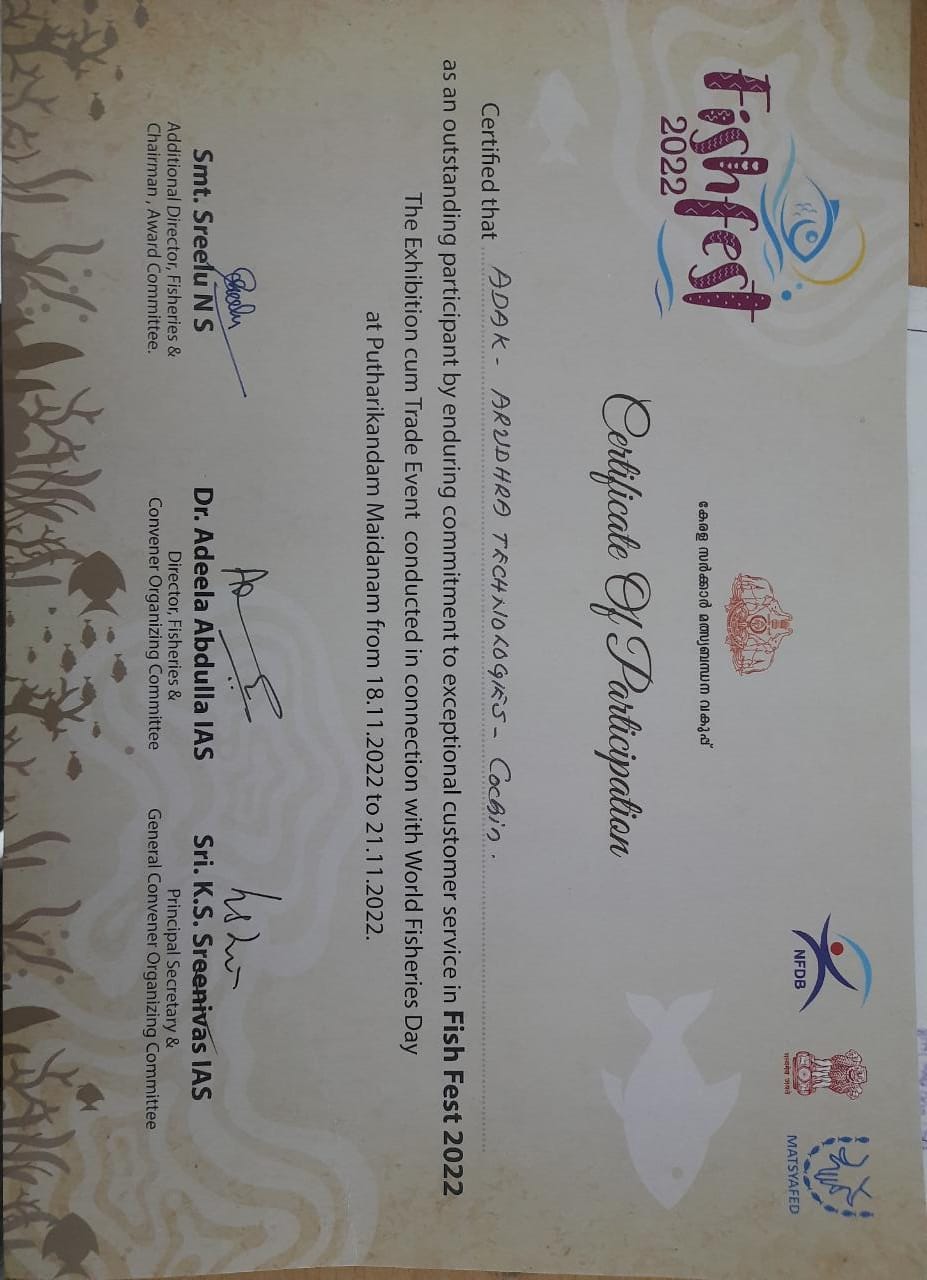 Fishfest
2022
NFDB
सत्यमेव जयते
MATSYAFED
കേരള സർക്കാർ മത്സ്യബന്ധന വകുപ്പ്
Certificate Of Participation
Certified that ADAK - ARUDHRA TECHNOLOGIES - Cochin.
as an outstanding participant by enduring commitment to exceptional customer service in Fish Fest 2022
The Exhibition cum Trade Event conducted in connection with World Fisheries Day
at Putharikandam Maidanam from 18.11.2022 to 21.11.2022.
Smt. Sreelu N S
Additional Director, Fisheries &
Chairman , Award Committee.
Dr. Adeela Abdulla IAS
Director, Fisheries &
Convener Organizing Committee
Sri. K.S. Sreenivas IAS
Principal Secretary &
General Convener Organizing Committee